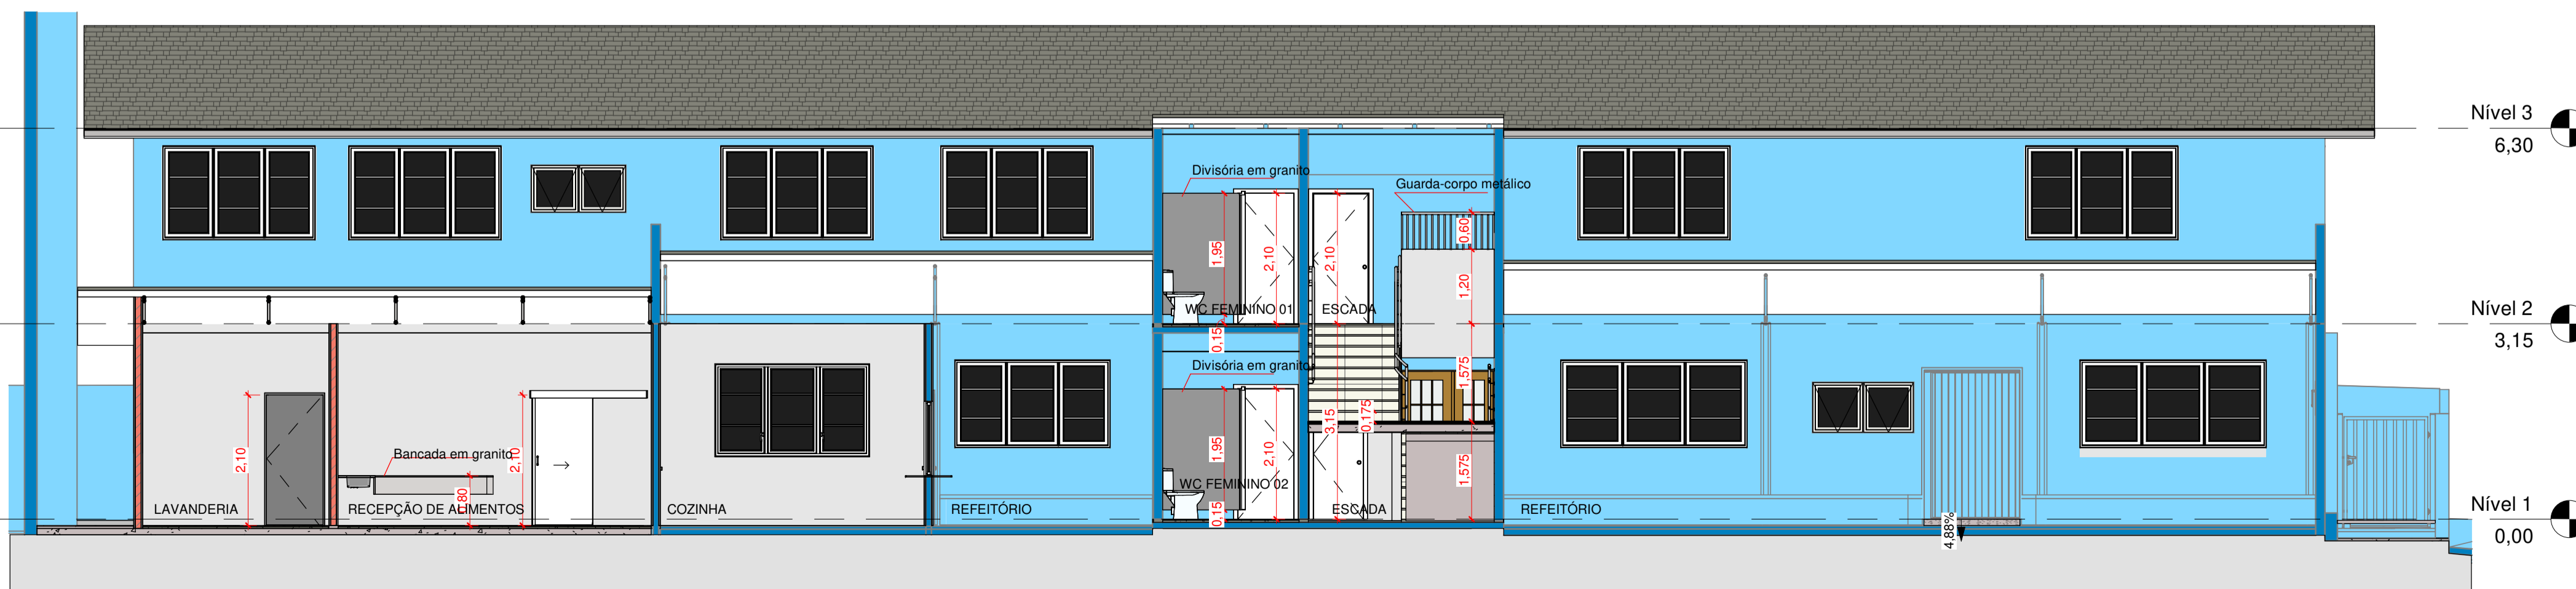 Nível 3
6,30
Divisória em granito
Guarda-corpo metálico
0,60
1,95
2,10
2,10
1,20
WC FEMININO 01
ESCADA
Nível 2
3,15
0,15
Divisória em granito
1,575
3,15
0,175
1,95
2,10
1,575
2,10
Bancada em granito
2,10
0,80
WC FEMININO 02
LAVANDERIA
RECEPÇÃO DE ALIMENTOS
COZINHA
REFEITÓRIO
0,15
ESCADA
REFEITÓRIO
4,88%
Nível 1
0,00